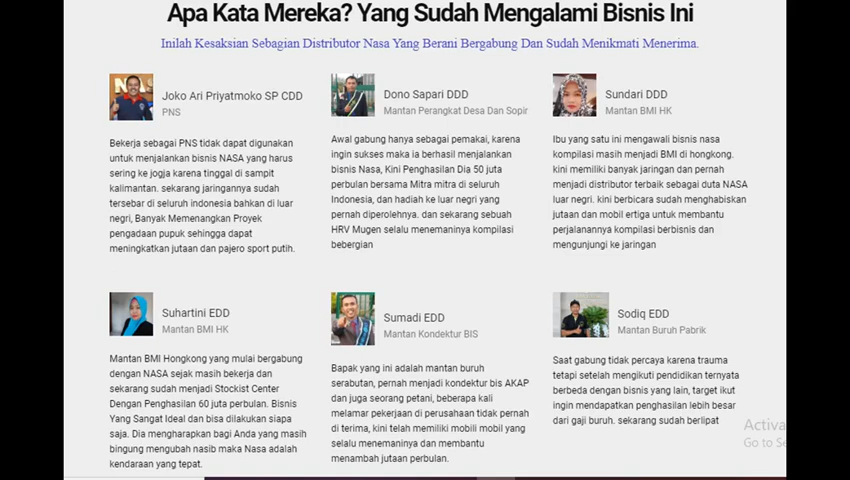 Apa Kata Mereka? Yang Sudah Mengalami Bisnis Ini
Inilah Kesaksian Sebagian Distributor Nasa Yang Berani Bergabung Dan Sudah Menikmati Menerima.
Joko Ari Priyatmoko SP CDD
PNS
Bekerja sebagai PNS tidak dapat digunakan
untuk menjalankan bisnis NASA yang harus
sering ke jogja karena tinggal di sampit
kalimantan. sekarang jaringannya sudah
tersebar di seluruh indonesia bahkan di luar
negri, Banyak Memenangkan Proyek
pengadaan pupuk sehingga dapat
meningkatkan jutaan dan pajero sport putih.
Dono Sapari DDD
Mantan Perangkat Desa Dan Sopir
Awal gabung hanya sebagai pemakai, karena
ingin sukses maka ia berhasil menjalankan
bisnis Nasa, Kini Penghasilan Dia 50 juta
perbulan bersama Mitra mitra di seluruh
Indonesia, dan hadiah ke luar negri yang
pernah diperolehnya. dan sekarang sebuah
HRV Mugen selalu menemaninya kompilasi
bebergian
Sundari DDD
Mantan BMI HK
Ibu yang satu ini mengawali bisnis nasa
kompilasi masih menjadi BMI di hongkong.
kini memiliki banyak jaringan dan pernah
menjadi distributor terbaik sebagai duta NASA
luar negri. kini berbicara sudah menghabiskan
jutaan dan mobil ertiga untuk membantu
perjalanannya kompilasi berbisnis dan
mengunjungi ke jaringan
Suhartini EDD
Mantan BMI HK
Mantan BMI Hongkong yang mulai bergabung
dengan NASA sejak masih bekerja dan
sekarang sudah menjadi Stockist Center
Dengan Penghasilan 60 juta perbulan. Bisnis
Yang Sangat Ideal dan bisa dilakukan siapa
saja. Dia mengharapan bagi Anda yang masih
bingung mengubah nasib maka Nasa adalah
kendaraan yang tepat.
Sumadi EDD
Mantan Kondektur BIS
Bapak yang ini adalah mantan buruh
serabutan, pernah menjadi kondektur bis AKAP
dan juga seorang petani, beberapa kali
melamar pekerjaan di perusahaan tidak pernah
di terima, kini telah memiliki mobili mobil yang
selalu menemaninya dan membantu
menambah jutaan perbulan.
Sodiq EDD
Mantan Buruh Pabrik
Saat gabung tidak percaya karena trauma
tetapi setelah mengikuti pendidikan ternyata
berbeda dengan bisnis yang lain, target ikut
ingin mendapatkan penghasilan lebih besar
dari gaji buruh. sekarang sudah berlipat
Activa
Go to Se